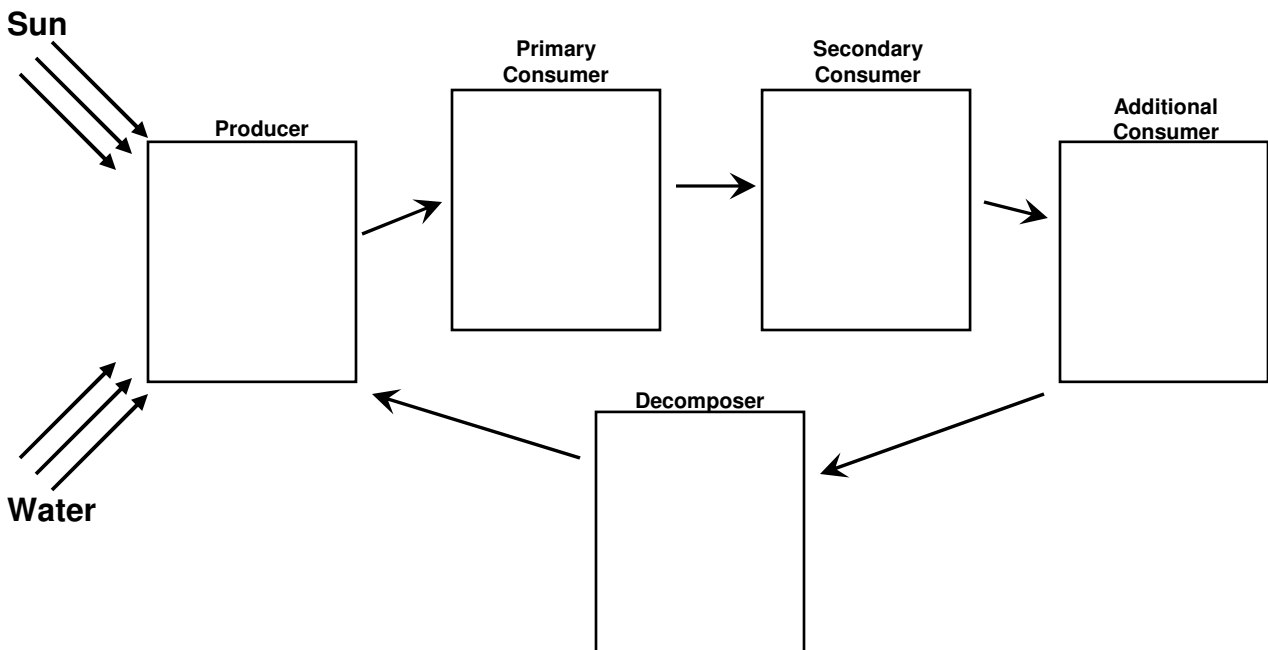 Sun
Producer
Primary
Consumer
Secondary
Consumer
Additional
Consumer
Decomposer
Water